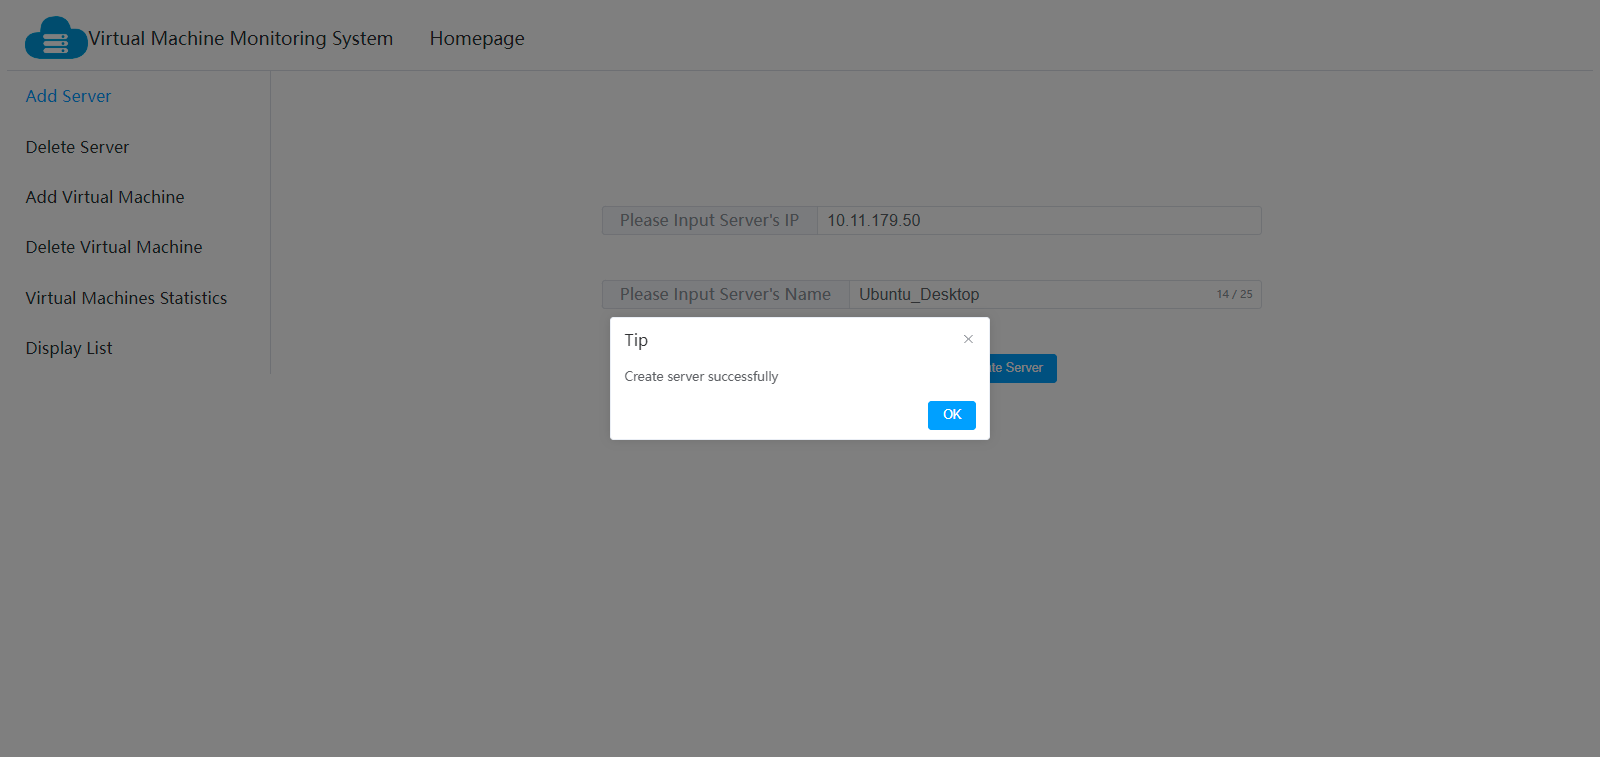 Virtual Machine Monitoring System Homepage
Add Server
Delete Server
Add Virtual Machine
Delete Virtual Machine
Virtual Machines Statistics
Display List
Please Input Server's IP 10.11.179.50
Please Input Server's Name Ubuntu_Desktop 14 / 25
Tip
Create server successfully
OK
Server